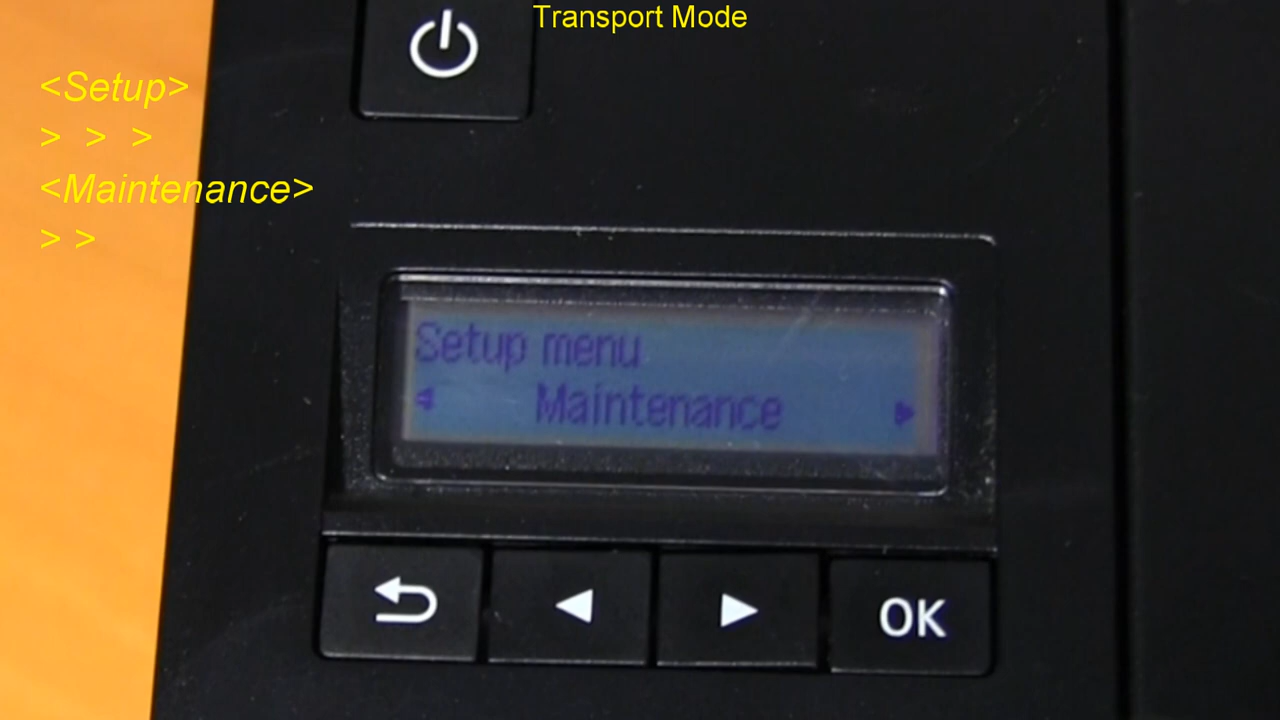 Transport Mode
<Setup>
> > >
<Maintenance>
> >
Setup menu
Maintenance
OK